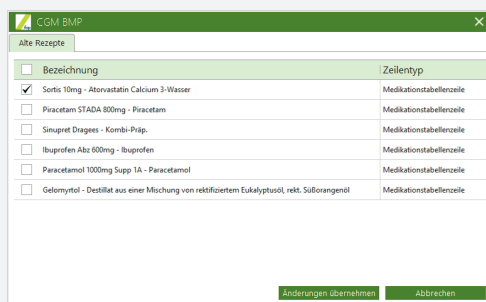 CGM BMP
Alte Rezepte
Bezeichnung Zeilentyp
Sortis 10mg - Atorvastatin Calcium 3-Wasser Medikationstabellenzeile
Piracetam STADA 800mg - Piracetam Medikationstabellenzeile
Sinupret Dragees - Kombi-Präp. Medikationstabellenzeile
Ibuprofen Abz 600mg - Ibuprofen Medikationstabellenzeile
Paracetamol 1000mg Supp 1A - Paracetamol Medikationstabellenzeile
Gelomyrtol - Destillat aus einer Mischung von rektifiziertem Eukalyptusöl, rekt. Süßorangenöl Medikationstabellenzeile
Änderungen übernehmen Abbrechen